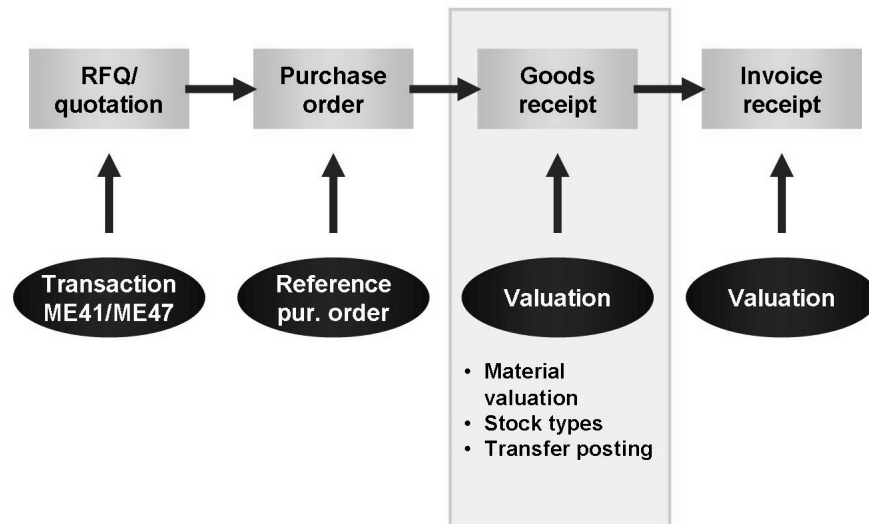 RFQ/
quotation
Purchase
order
Goods
receipt
Invoice
receipt
Transaction
ME41/ME47
Reference
pur. order
Valuation
Valuation
• Material
valuation
• Stock types
• Transfer posting